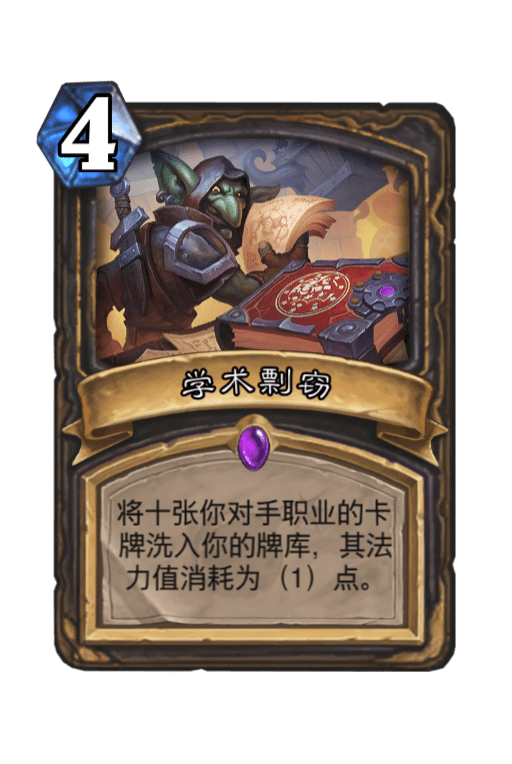 4
学术剽窃
将十张你对手职业的卡
牌洗入你的牌库，其法
力值消耗为（1）点。